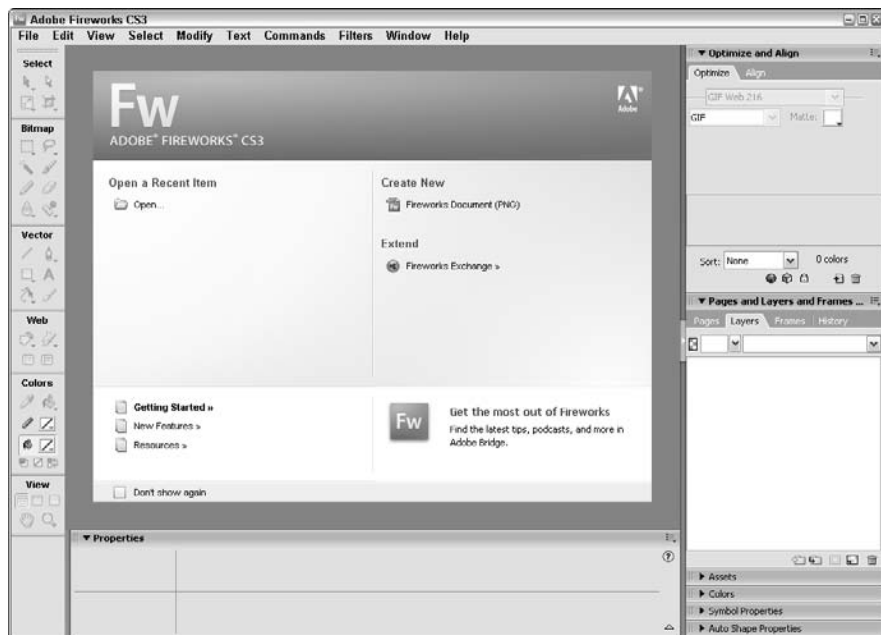 Adobe Fireworks CS3
File Edit View Select Modify Text Commands Filters Window Help
Select
Bitmap
Vector
Web
Colors
View
Fw
ADOBE® FIREWORKS® CS3
Adobe
Open a Recent Item
Open...
Create New
Fireworks Document (PNG)
Extend
Fireworks Exchange »
Getting Started »
New Features »
Resources »
Fw
Get the most out of Fireworks
Find the latest tips, podcasts, and more in
Adobe Bridge.
Don't show again
Properties
Optimize and Align
Optimize Align
GIF Web 216
GIF Matte:
Sort: None 0 colors
Pages and Layers and Frames ...
Pages Layers Frames History
Assets
Colors
Symbol Properties
Auto Shape Properties